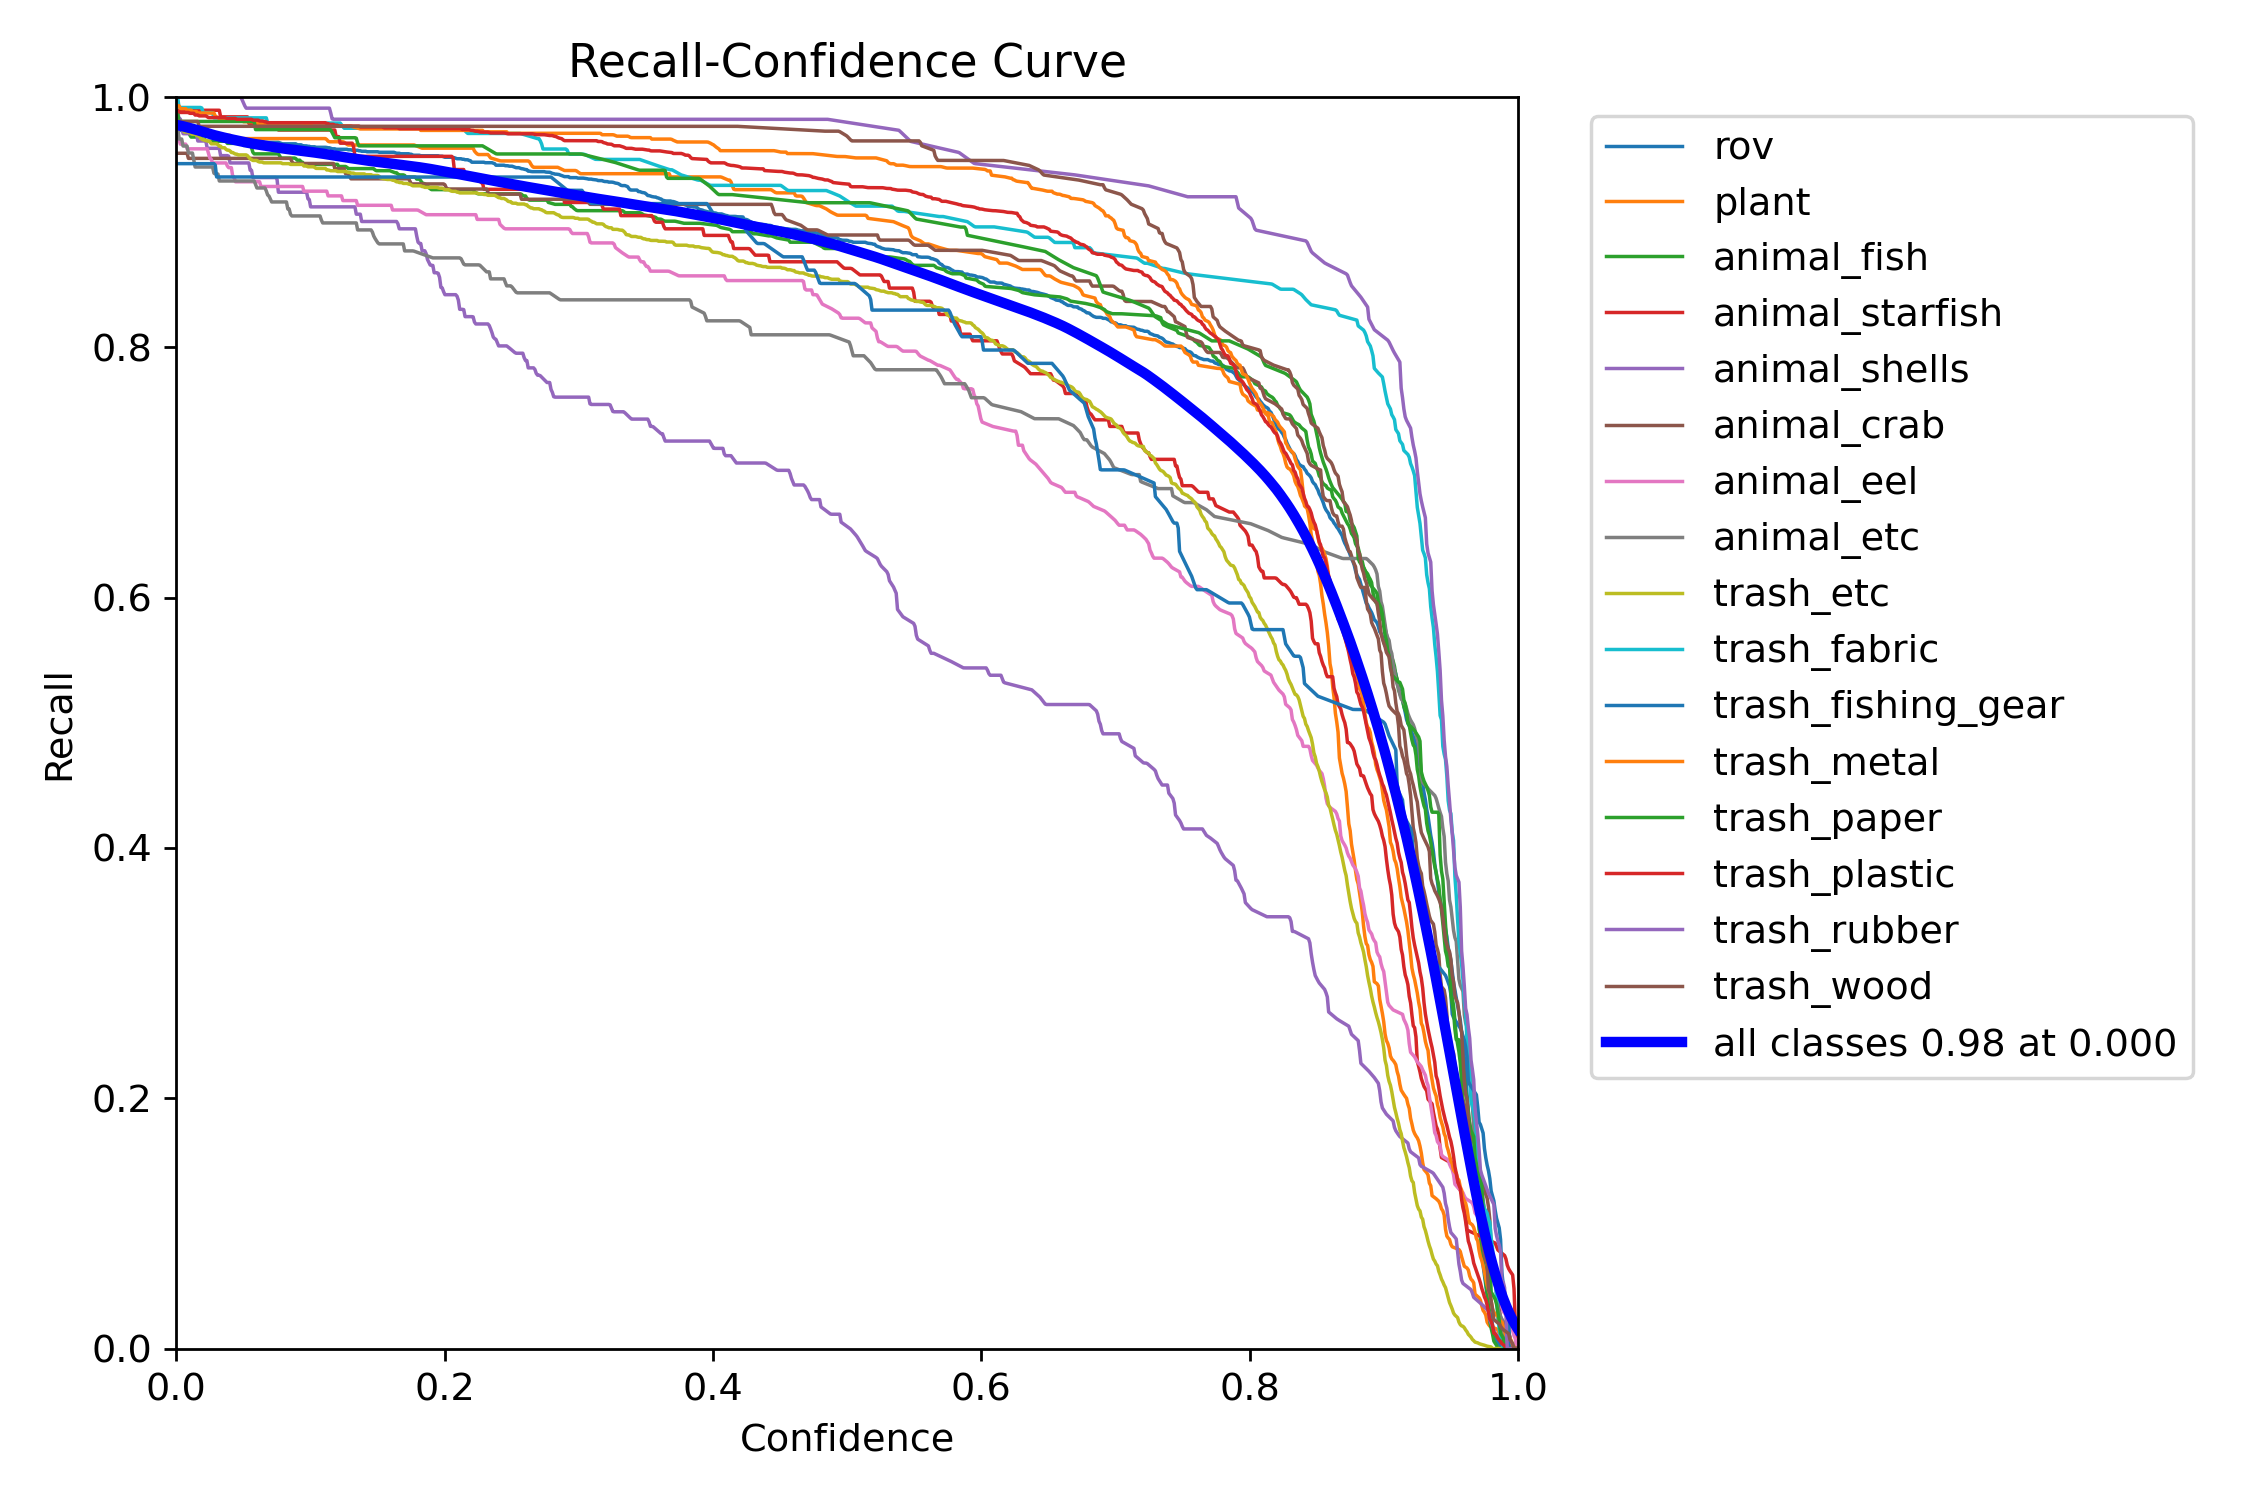 Recall-Confidence Curve
1.0
0.8
0.6
0.4
0.2
0.0
Recall
0.0 0.2 0.4 0.6 0.8 1.0
Confidence
rov
plant
animal_fish
animal_starfish
animal_shells
animal_crab
animal_eel
animal_etc
trash_etc
trash_fabric
trash_fishing_gear
trash_metal
trash_paper
trash_plastic
trash_rubber
trash_wood
all classes 0.98 at 0.000